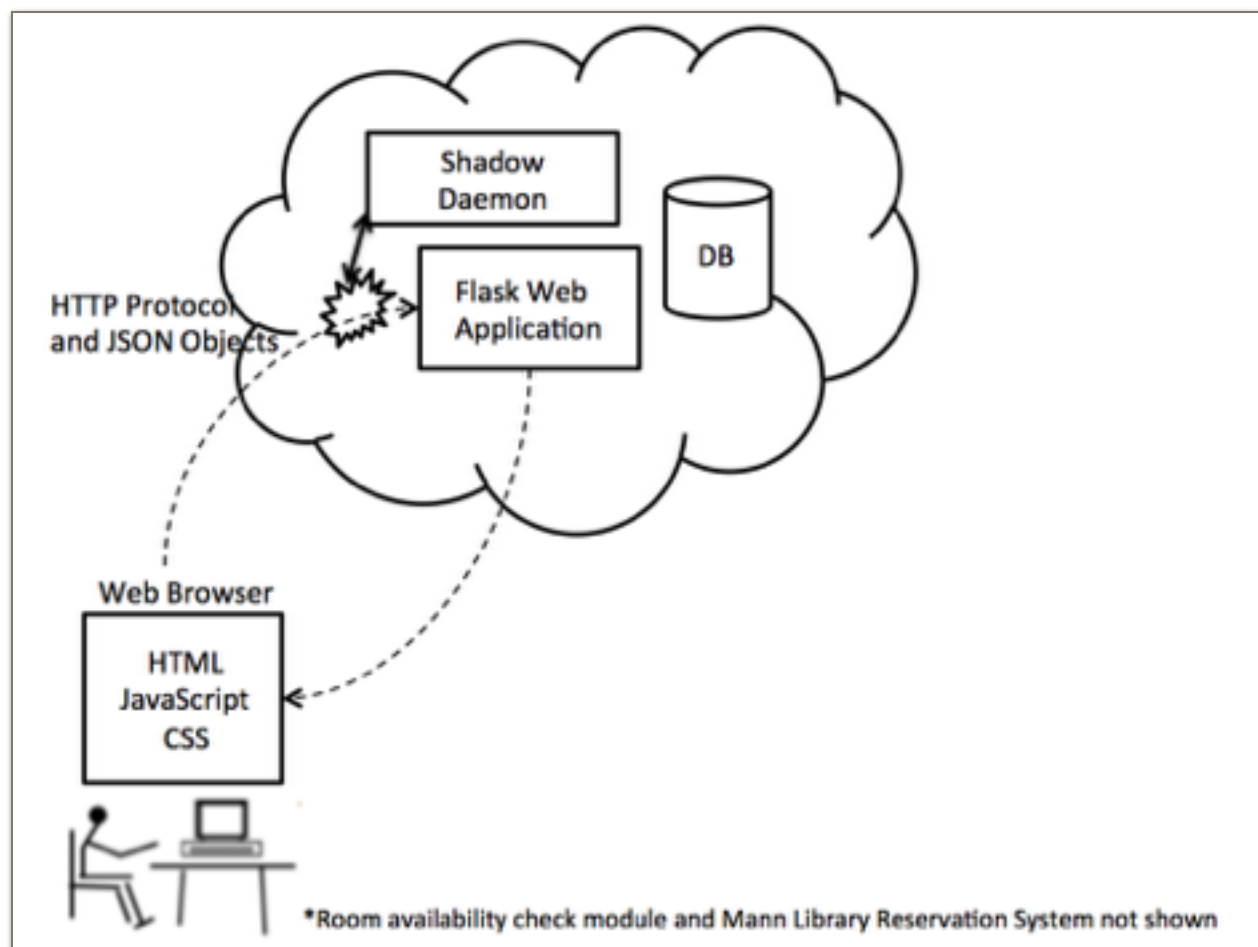 Shadow
Daemon
DB
Flask Web
Application
HTTP Protocol
and JSON Objects
Web Browser
HTML
JavaScript
CSS
*Room availability check module and Mann Library Reservation System not shown